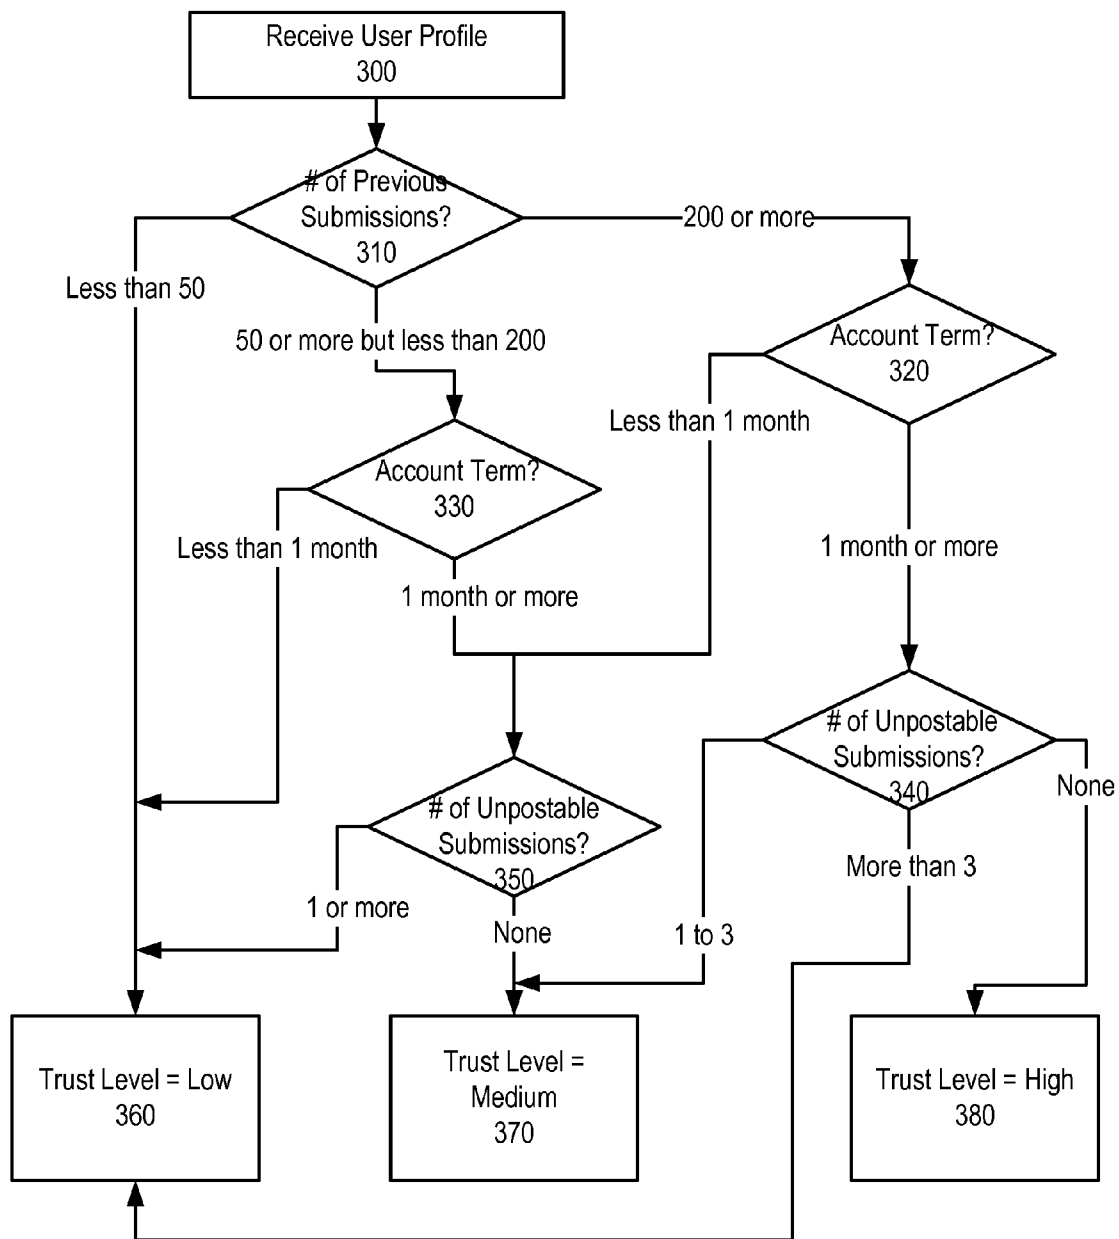 Receive User Profile
300
# of Previous
Submissions?
310
200 or more
Less than 50
50 or more but less than 200
Account Term?
320
Less than 1 month
Account Term?
330
Less than 1 month
1 month or more
1 month or more
# of Unpostable
Submissions?
340
None
# of Unpostable
Submissions?
350
More than 3
1 or more
None
1 to 3
Trust Level = Low
360
Trust Level =
Medium
370
Trust Level = High
380